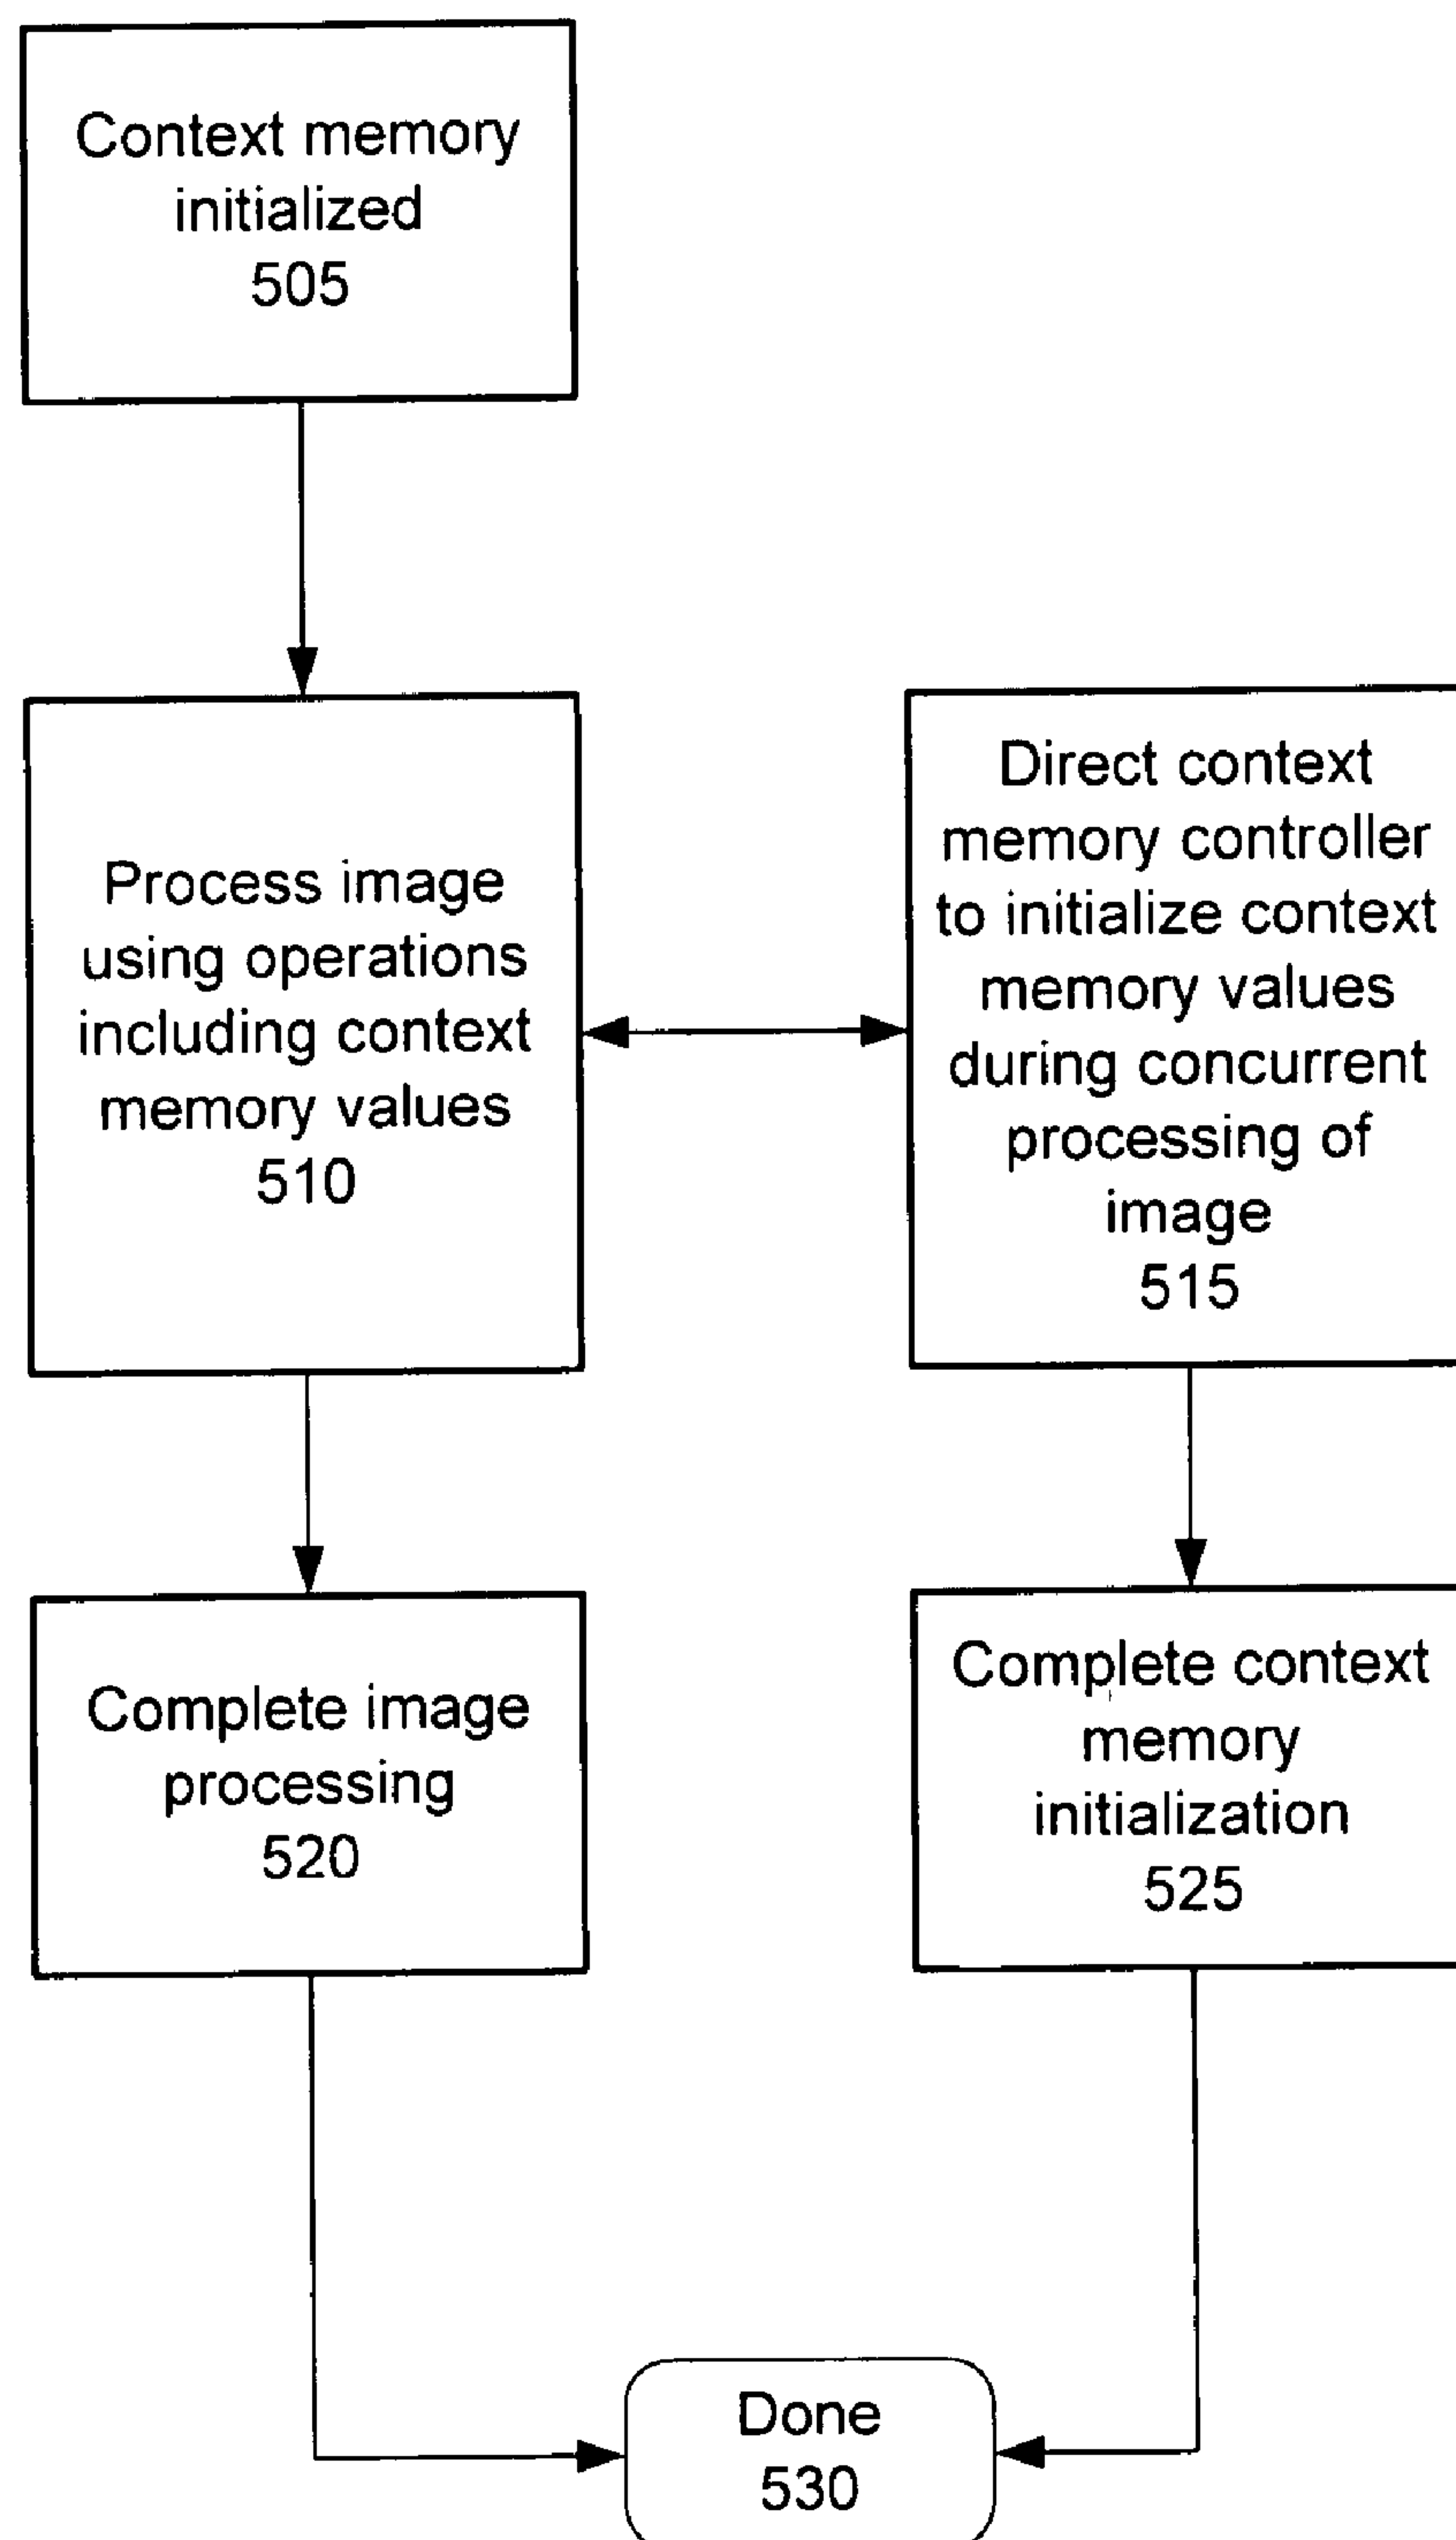 Context memory
initialized
505
Process image
using operations
including context
memory values
510
Direct context
memory controller
to initialize context
memory values
during concurrent
processing of
image
515
Complete image
processing
520
Complete context
memory
initialization
525
Done
530